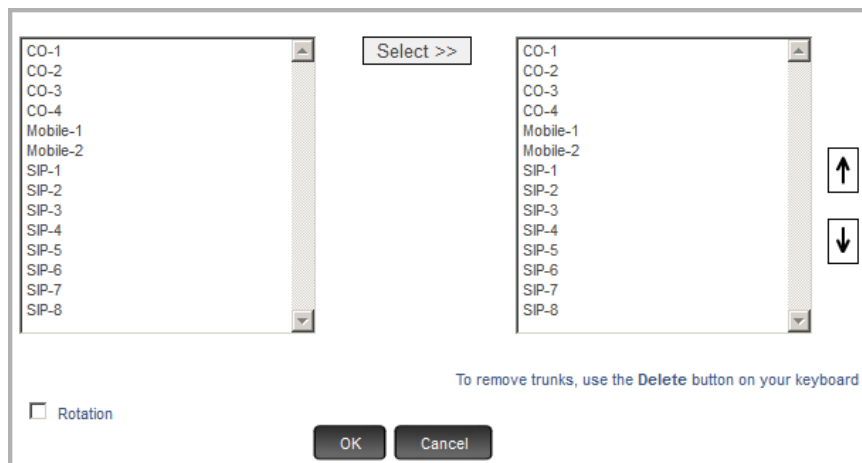 CO-1
CO-2
CO-3
CO-4
Mobile-1
Mobile-2
SIP-1
SIP-2
SIP-3
SIP-4
SIP-5
SIP-6
SIP-7
SIP-8
Select >>
CO-1
CO-2
CO-3
CO-4
Mobile-1
Mobile-2
SIP-1
SIP-2
SIP-3
SIP-4
SIP-5
SIP-6
SIP-7
SIP-8
To remove trunks, use the Delete button on your keyboard
Rotation
OK
Cancel